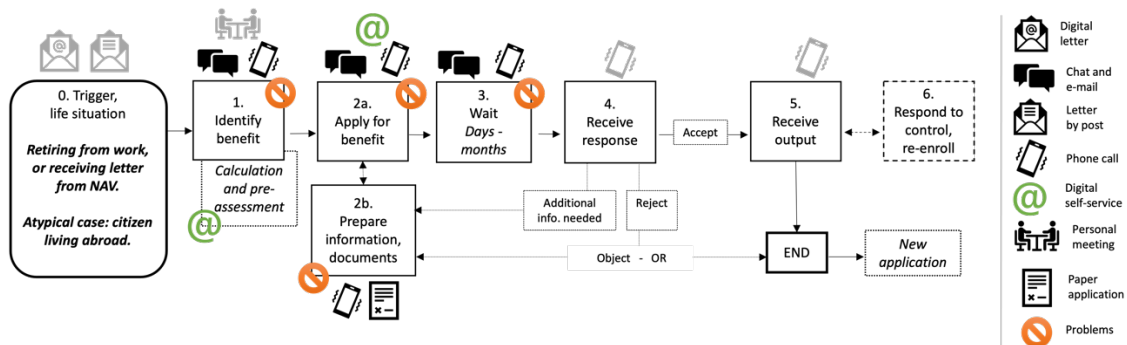 0. Trigger,
life situation
Retiring from work,
or receiving letter
from NAV.
Atypical case: citizen
living abroad.
1.
Identify
benefit
Calculation
and pre-
assessment
@
2a.
Apply for
benefit
@
2b.
Prepare
information,
documents
3.
Wait
Days -
months
4.
Receive
response
Accept
Additional
info. needed
Reject
Object - OR
5.
Receive
output
END
New
application
6.
Respond to
control,
re-enroll
@
Digital
letter
Chat and
e-mail
Letter
by post
Phone call
@
Digital
self-service
Personal
meeting
Paper
application
Problems